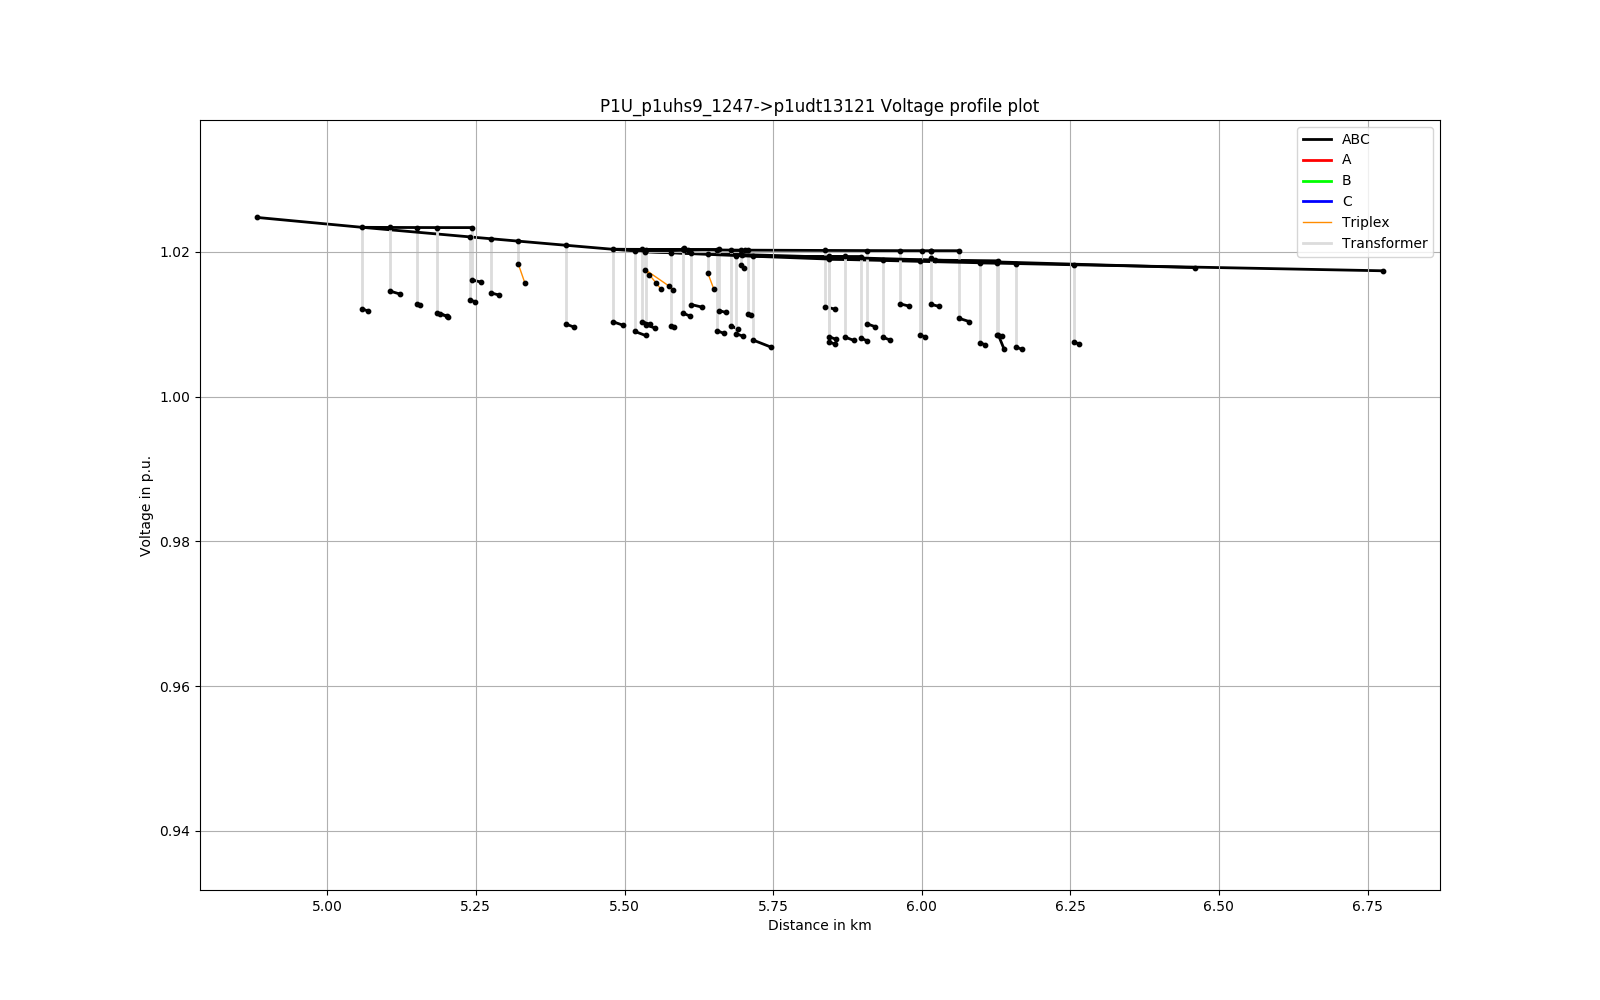 P1U_p1uhs9_1247->p1udt13121 Voltage profile plot
ABC
A
B
C
Triplex
Transformer
Voltage in p.u.
1.02
1.00
0.98
0.96
0.94
5.00 5.25 5.50 5.75 6.00 6.25 6.50 6.75
Distance in km